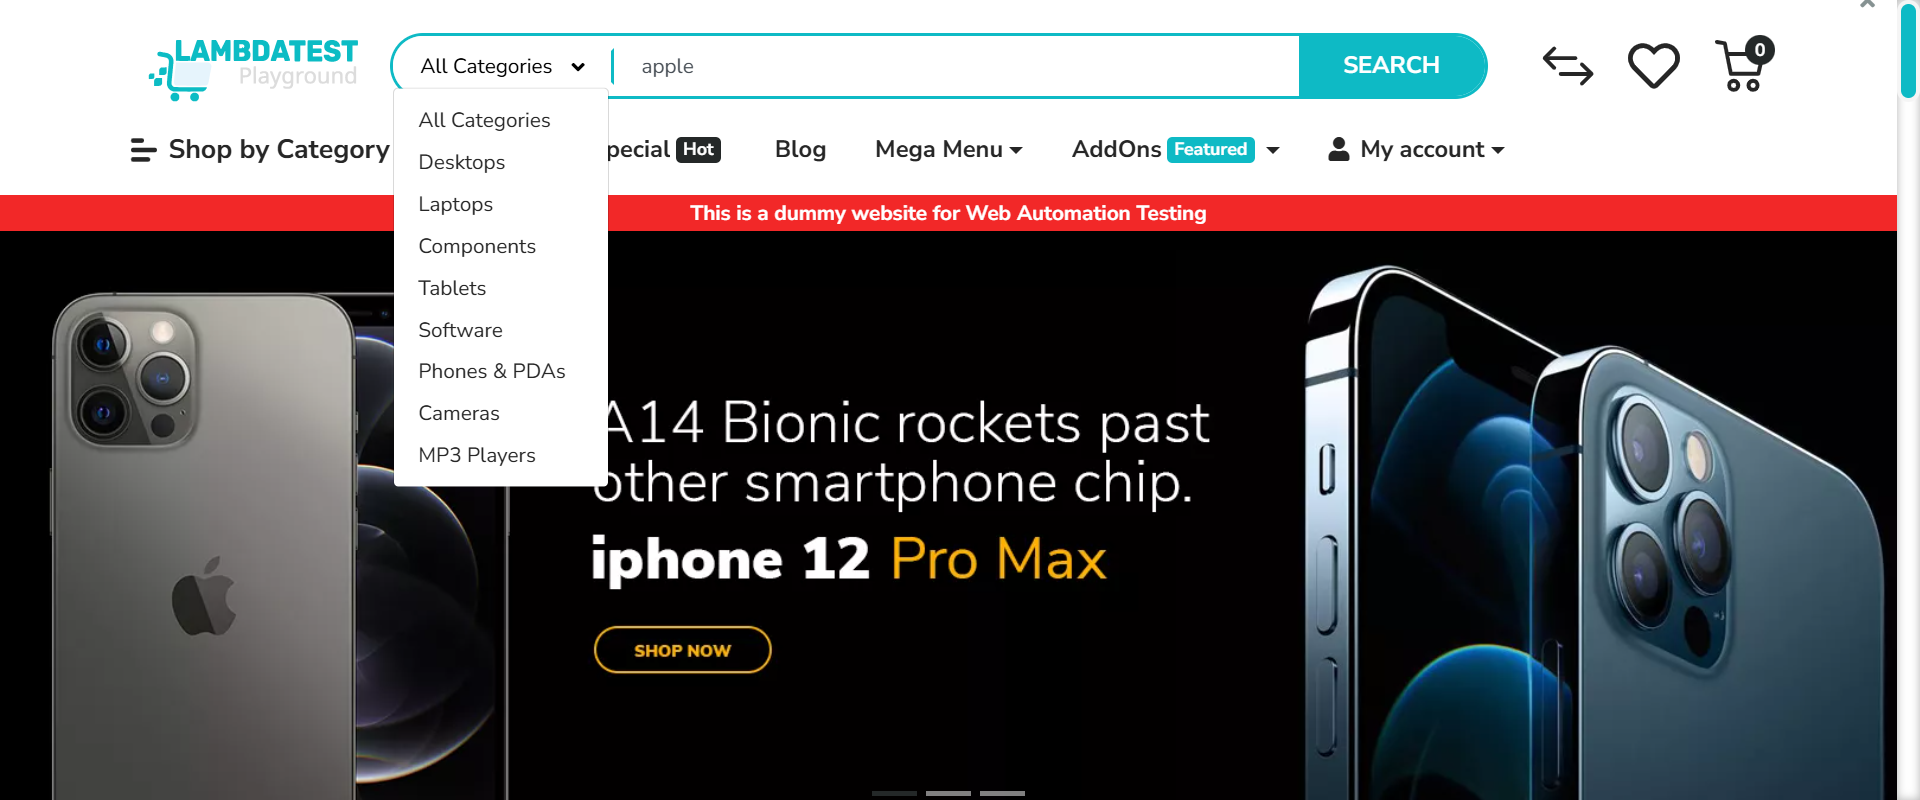 LAMBDATEST
Playground
All Categories
apple
SEARCH
0
All Categories
Desktops
Laptops
Components
Tablets
Software
Phones & PDAs
Cameras
MP3 Players
Shop by Category
pecial Hot
Blog
Mega Menu
AddOns Featured
My account
This is a dummy website for Web Automation Testing
A14 Bionic rockets past
other smartphone chip.
iphone 12 Pro Max
SHOP NOW